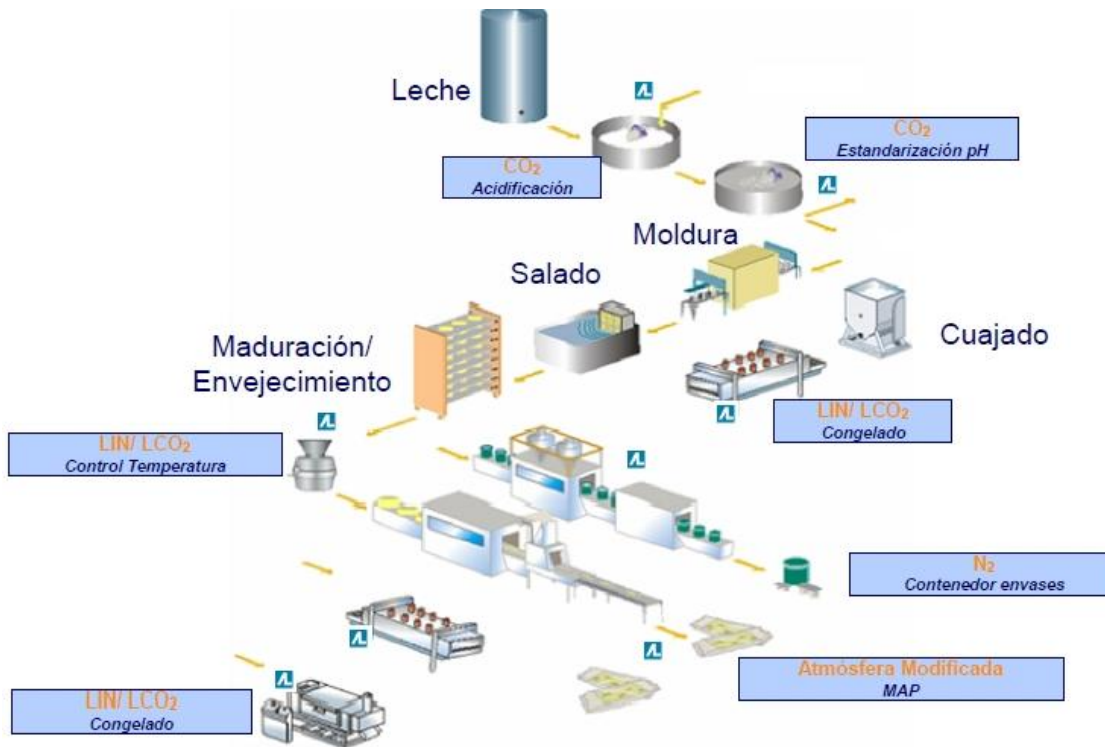 Leche
CO₂
Estandarización pH
CO₂
Acidificación
Moldura
Salado
Cuajado
Maduración/
Envejecimiento
LIN/ LCO₂
Congelado
LIN/ LCO₂
Control Temperatura
N₂
Contenedor envases
Atmósfera Modificada
MAP
LIN/ LCO₂
Congelado